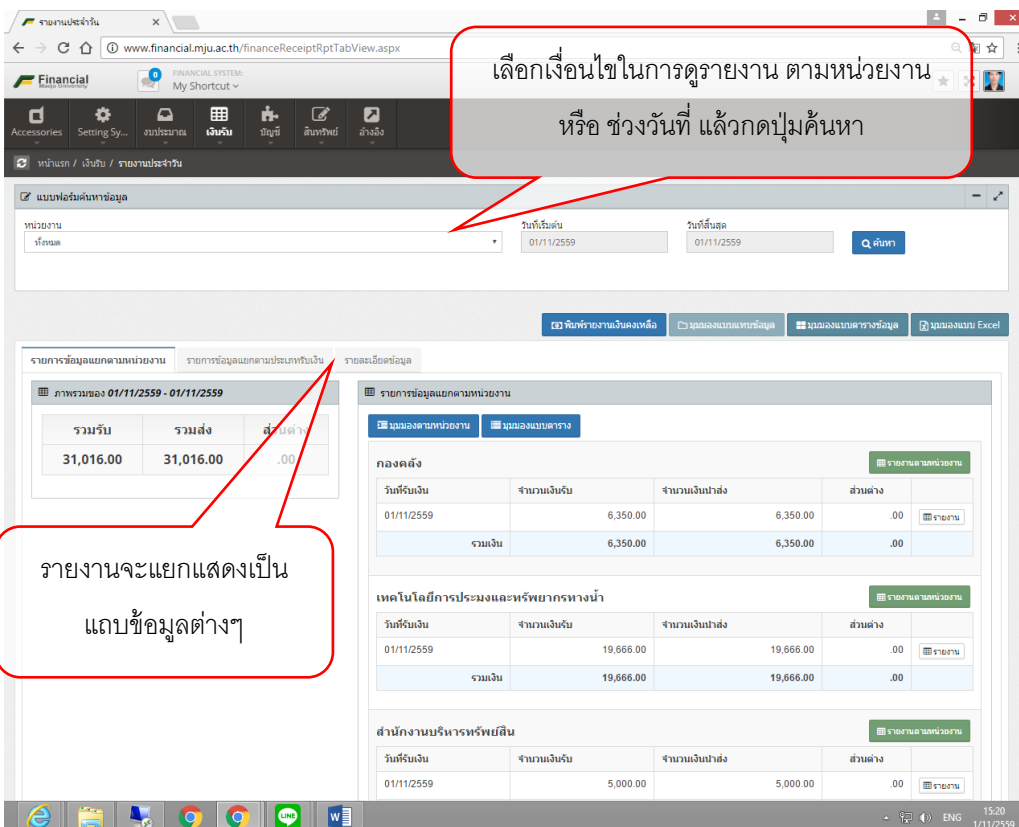 รายงานประจำวัน
www.financial.mju.ac.th/financeReceiptRptTabView.aspx
Financial
Maejo University
0
FINANCIAL SYSTEM:
My Shortcut
เลือกเงื่อนไขในการดูรายงาน ตามหน่วยงาน
หรือ ช่วงวันที่ แล้วกดปุ่มค้นหา
Accessories Setting Sy... งบประมาณ เงินรับ บัญชี สินทรัพย์ อ้างอิง
หน้าแรก / เงินรับ / รายงานประจำวัน
แบบฟอร์มค้นหาข้อมูล
หน่วยงาน วันที่เริ่มต้น วันที่สิ้นสุด
ทั้งหมด 01/11/2559 01/11/2559 ค้นหา
พิมพ์รายงานเงินคงเหลือ มุมมองแบบแทบข้อมูล มุมมองแบบตารางข้อมูล มุมมองแบบ Excel
รายการข้อมูลแยกตามหน่วยงาน รายการข้อมูลแยกตามประเภทรับเงิน รายละเอียดข้อมูล
ภาพรวมของ 01/11/2559 - 01/11/2559
รวมรับ รวมส่ง ส่วนต่าง
31,016.00 31,016.00 .00
รายงานจะแยกแสดงเป็น
แถบข้อมูลต่างๆ
รายการข้อมูลแยกตามหน่วยงาน
มุมมองตามหน่วยงาน มุมมองแบบตาราง
กองคลัง รายงานตามหน่วยงาน
วันที่รับเงิน จำนวนเงินรับ จำนวนเงินนำส่ง ส่วนต่าง
01/11/2559 6,350.00 6,350.00 .00 รายงาน
รวมเงิน 6,350.00 6,350.00 .00
เทคโนโลยีการประมงและทรัพยากรทางน้ำ รายงานตามหน่วยงาน
วันที่รับเงิน จำนวนเงินรับ จำนวนเงินนำส่ง ส่วนต่าง
01/11/2559 19,666.00 19,666.00 .00 รายงาน
รวมเงิน 19,666.00 19,666.00 .00
สำนักงานบริหารทรัพย์สิน รายงานตามหน่วยงาน
วันที่รับเงิน จำนวนเงินรับ จำนวนเงินนำส่ง ส่วนต่าง
01/11/2559 5,000.00 5,000.00 .00 รายงาน
LINE W ENG 15:20
1/11/2559